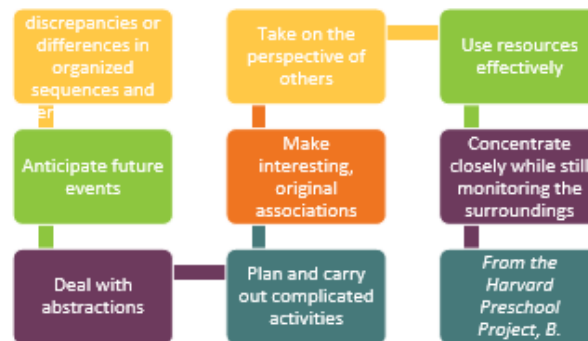 discrepancies or
differences in
organized
sequences and
Anticipate future
events
Deal with
abstractions
Plan and carry
out complicated
activities
Make
interesting,
original
associations
Take on the
perspective of
others
Use resources
effectively
Concentrate
closely while still
monitoring the
surroundings
From the
Harvard
Preschool
Project, B.